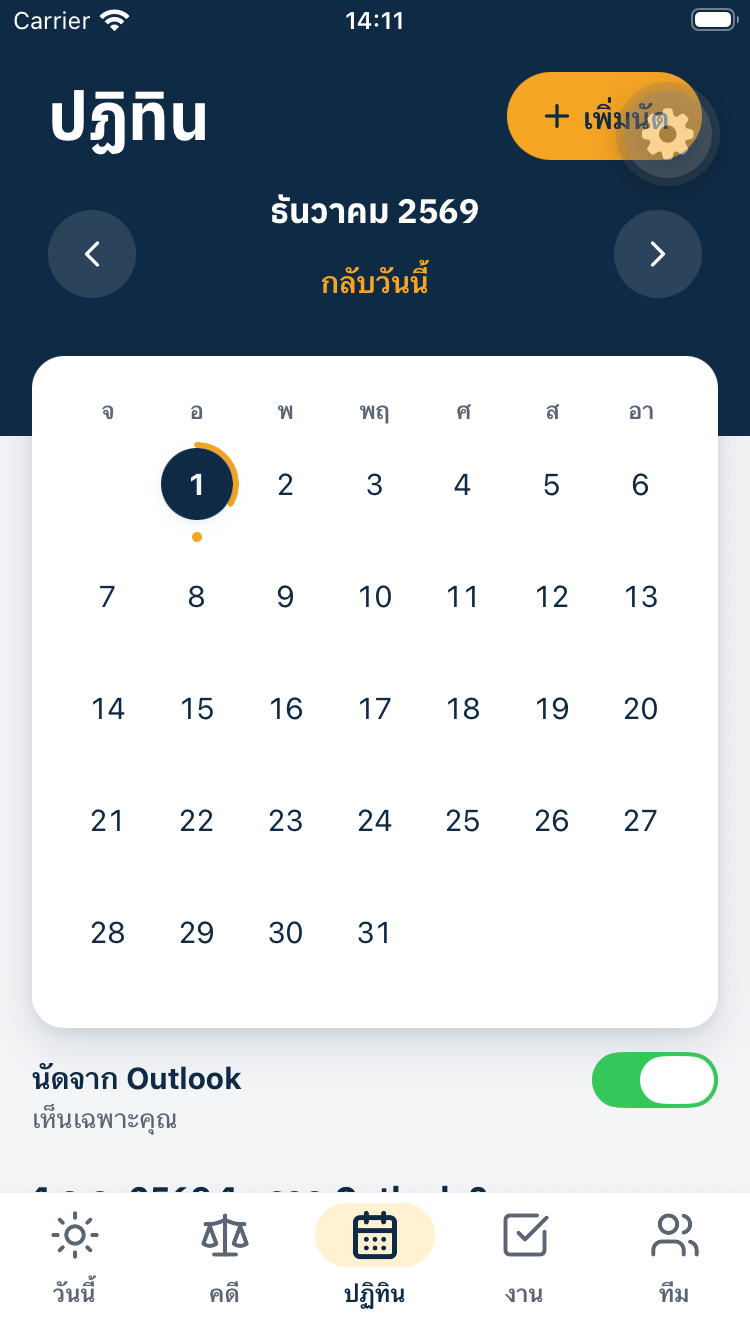 Carrier 14:11
ปฏิทิน
+ เพิ่มนัด
ธันวาคม 2569
กลับวันนี้
จ อ พ พฤ ศ ส อา
1 2 3 4 5 6
7 8 9 10 11 12 13
14 15 16 17 18 19 20
21 22 23 24 25 26 27
28 29 30 31
นัดจาก Outlook
เห็นเฉพาะคุณ
วันนี้ คดี ปฏิทิน งาน ทีม